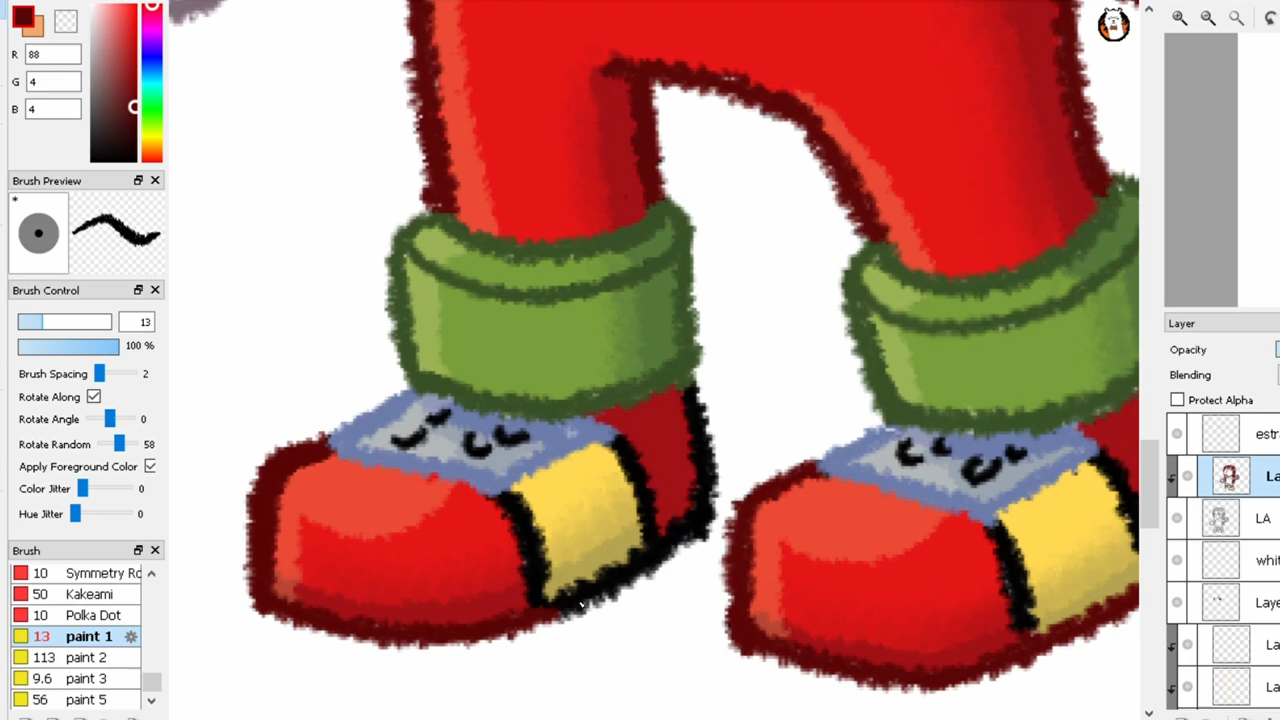 R 88
G 4
B 4
Brush Preview
*
Brush Control
13
100 %
Brush Spacing 2
Rotate Along
Rotate Angle 0
Rotate Random 58
Apply Foreground Color
Color Jitter 0
Hue Jitter 0
Brush
10 Symmetry Ro
50 Kakeami
10 Polka Dot
13 paint 1
113 paint 2
9.6 paint 3
56 paint 5
Layer
Opacity
Blending
Protect Alpha
estra
La
LA
whit
Laye
La
La